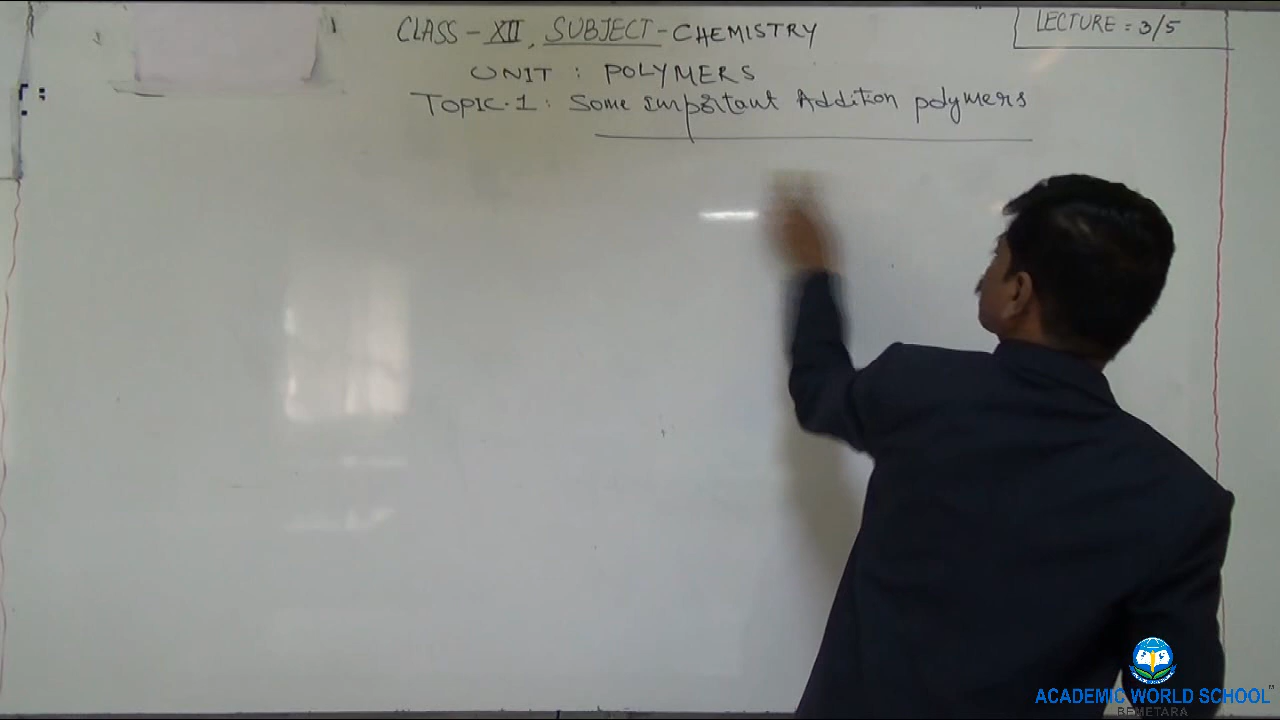 CLASS - XII, SUBJECT - CHEMISTRY
LECTURE = 3/5
UNIT : POLYMERS
TOPIC.1 : Some important Addition polymers
ACADEMIC WORLD SCHOOL
BEMETARA